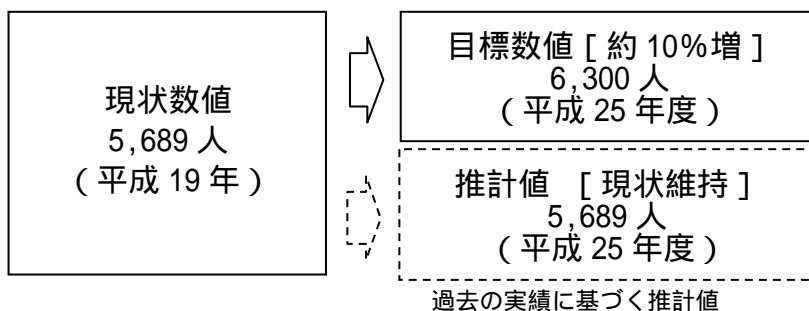 現状数値
5,689 人
（平成 19 年）
目標数値 [ 約 10％増 ]
6,300 人
（平成 25 年度）
推計値　[ 現状維持 ]
5,689 人
（平成 25 年度）
過去の実績に基づく推計値